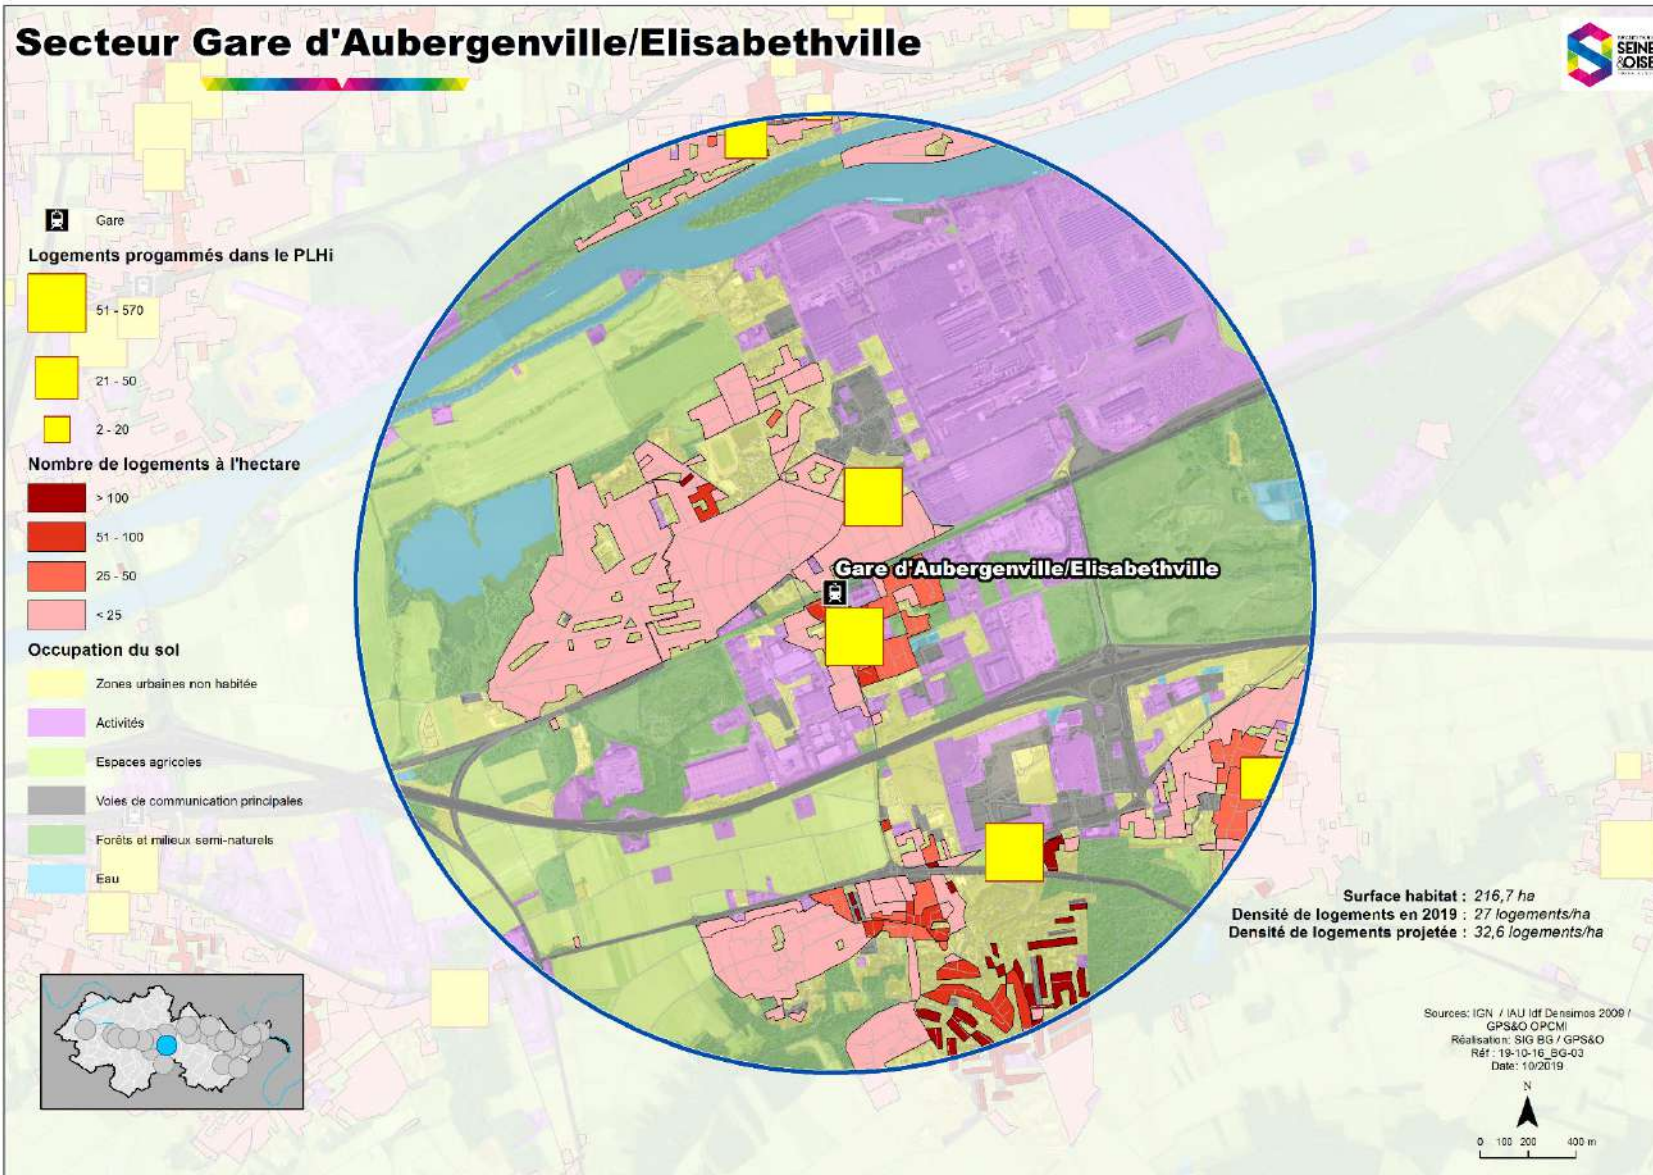 Secteur Gare d'Aubergenville/Elisabethville
SEINE
&OISE
Gare
Logements progammés dans le PLHi
51 - 570
21 - 50
2 - 20
Nombre de logements à l'hectare
> 100
51 - 100
25 - 50
< 25
Occupation du sol
Zones urbaines non habitée
Activités
Espaces agricoles
Voies de communication principales
Forêts et milieux semi-naturels
Eau
Gare d'Aubergenville/Elisabethville
Surface habitat : 216,7 ha
Densité de logements en 2019 : 27 logements/ha
Densité de logements projetée : 32,6 logements/ha
Sources: IGN / IAU Idf Densimos 2009 /
GPS&O OPCMI
Réalisation: SIG BG / GPS&O
Réf : 19-10-16_BG-03
Date: 10/2019
N
0 100 200 400 m